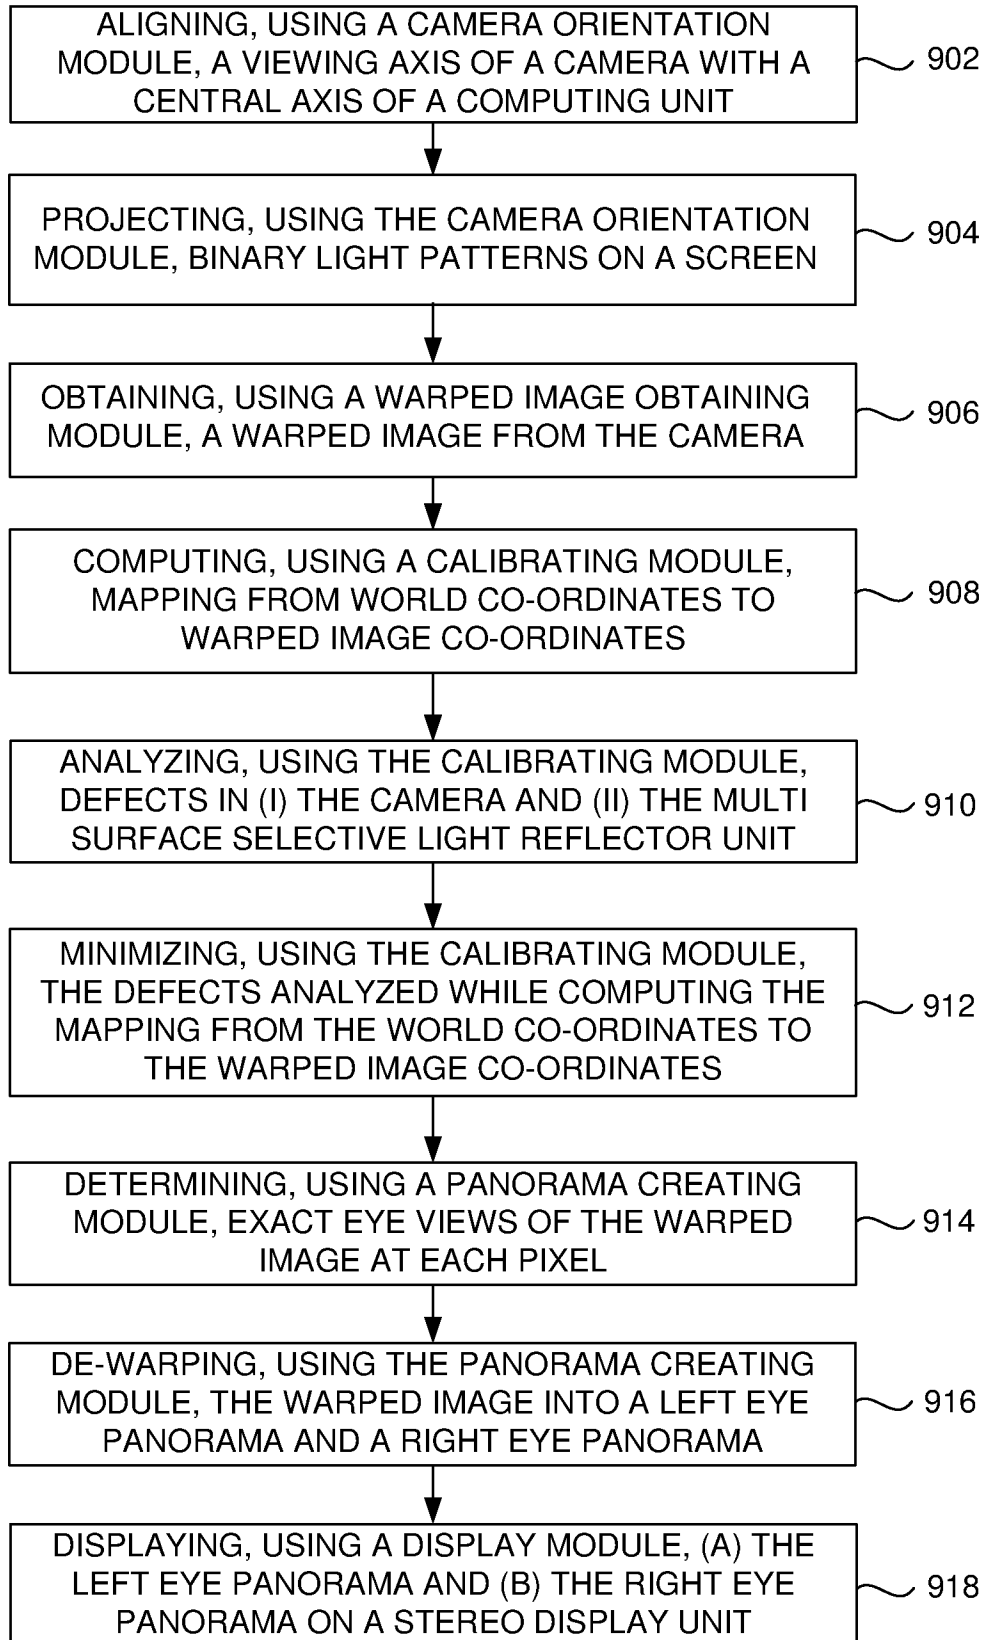 ALIGNING, USING A CAMERA ORIENTATION
MODULE, A VIEWING AXIS OF A CAMERA WITH A
CENTRAL AXIS OF A COMPUTING UNIT
902
PROJECTING, USING THE CAMERA ORIENTATION
MODULE, BINARY LIGHT PATTERNS ON A SCREEN
904
OBTAINING, USING A WARPED IMAGE OBTAINING
MODULE, A WARPED IMAGE FROM THE CAMERA
906
COMPUTING, USING A CALIBRATING MODULE,
MAPPING FROM WORLD CO-ORDINATES TO
WARPED IMAGE CO-ORDINATES
908
ANALYZING, USING THE CALIBRATING MODULE,
DEFECTS IN (I) THE CAMERA AND (II) THE MULTI
SURFACE SELECTIVE LIGHT REFLECTOR UNIT
910
MINIMIZING, USING THE CALIBRATING MODULE,
THE DEFECTS ANALYZED WHILE COMPUTING THE
MAPPING FROM THE WORLD CO-ORDINATES TO
THE WARPED IMAGE CO-ORDINATES
912
DETERMINING, USING A PANORAMA CREATING
MODULE, EXACT EYE VIEWS OF THE WARPED
IMAGE AT EACH PIXEL
914
DE-WARPING, USING THE PANORAMA CREATING
MODULE, THE WARPED IMAGE INTO A LEFT EYE
PANORAMA AND A RIGHT EYE PANORAMA
916
DISPLAYING, USING A DISPLAY MODULE, (A) THE
LEFT EYE PANORAMA AND (B) THE RIGHT EYE
PANORAMA ON A STEREO DISPLAY UNIT
918